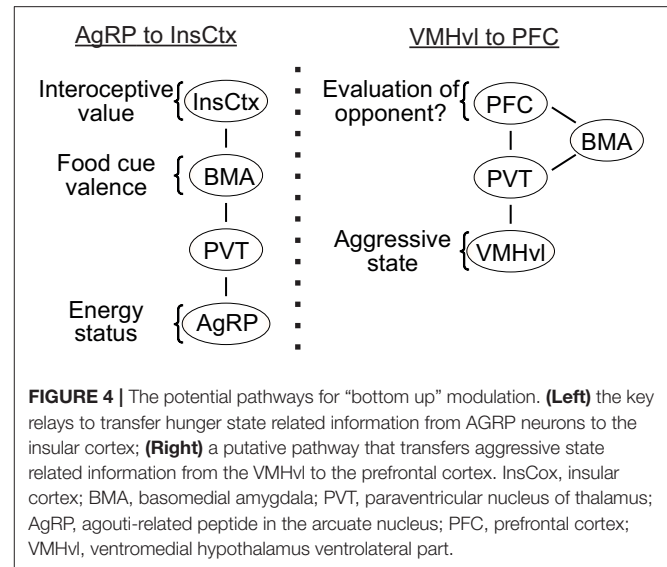 AgRP to InsCtx
VMHvl to PFC
Interoceptive
value
InsCtx
Food cue
valence
BMA
PVT
Energy
status
AgRP
Evaluation of
opponent?
PFC
BMA
PVT
Aggressive
state
VMHvl
FIGURE 4 | The potential pathways for “bottom up” modulation. (Left) the key
relays to transfer hunger state related information from AGRP neurons to the
insular cortex; (Right) a putative pathway that transfers aggressive state
related information from the VMHvl to the prefrontal cortex. InsCox, insular
cortex; BMA, basomedial amygdala; PVT, paraventricular nucleus of thalamus;
AgRP, agouti-related peptide in the arcuate nucleus; PFC, prefrontal cortex;
VMHvl, ventromedial hypothalamus ventrolateral part.